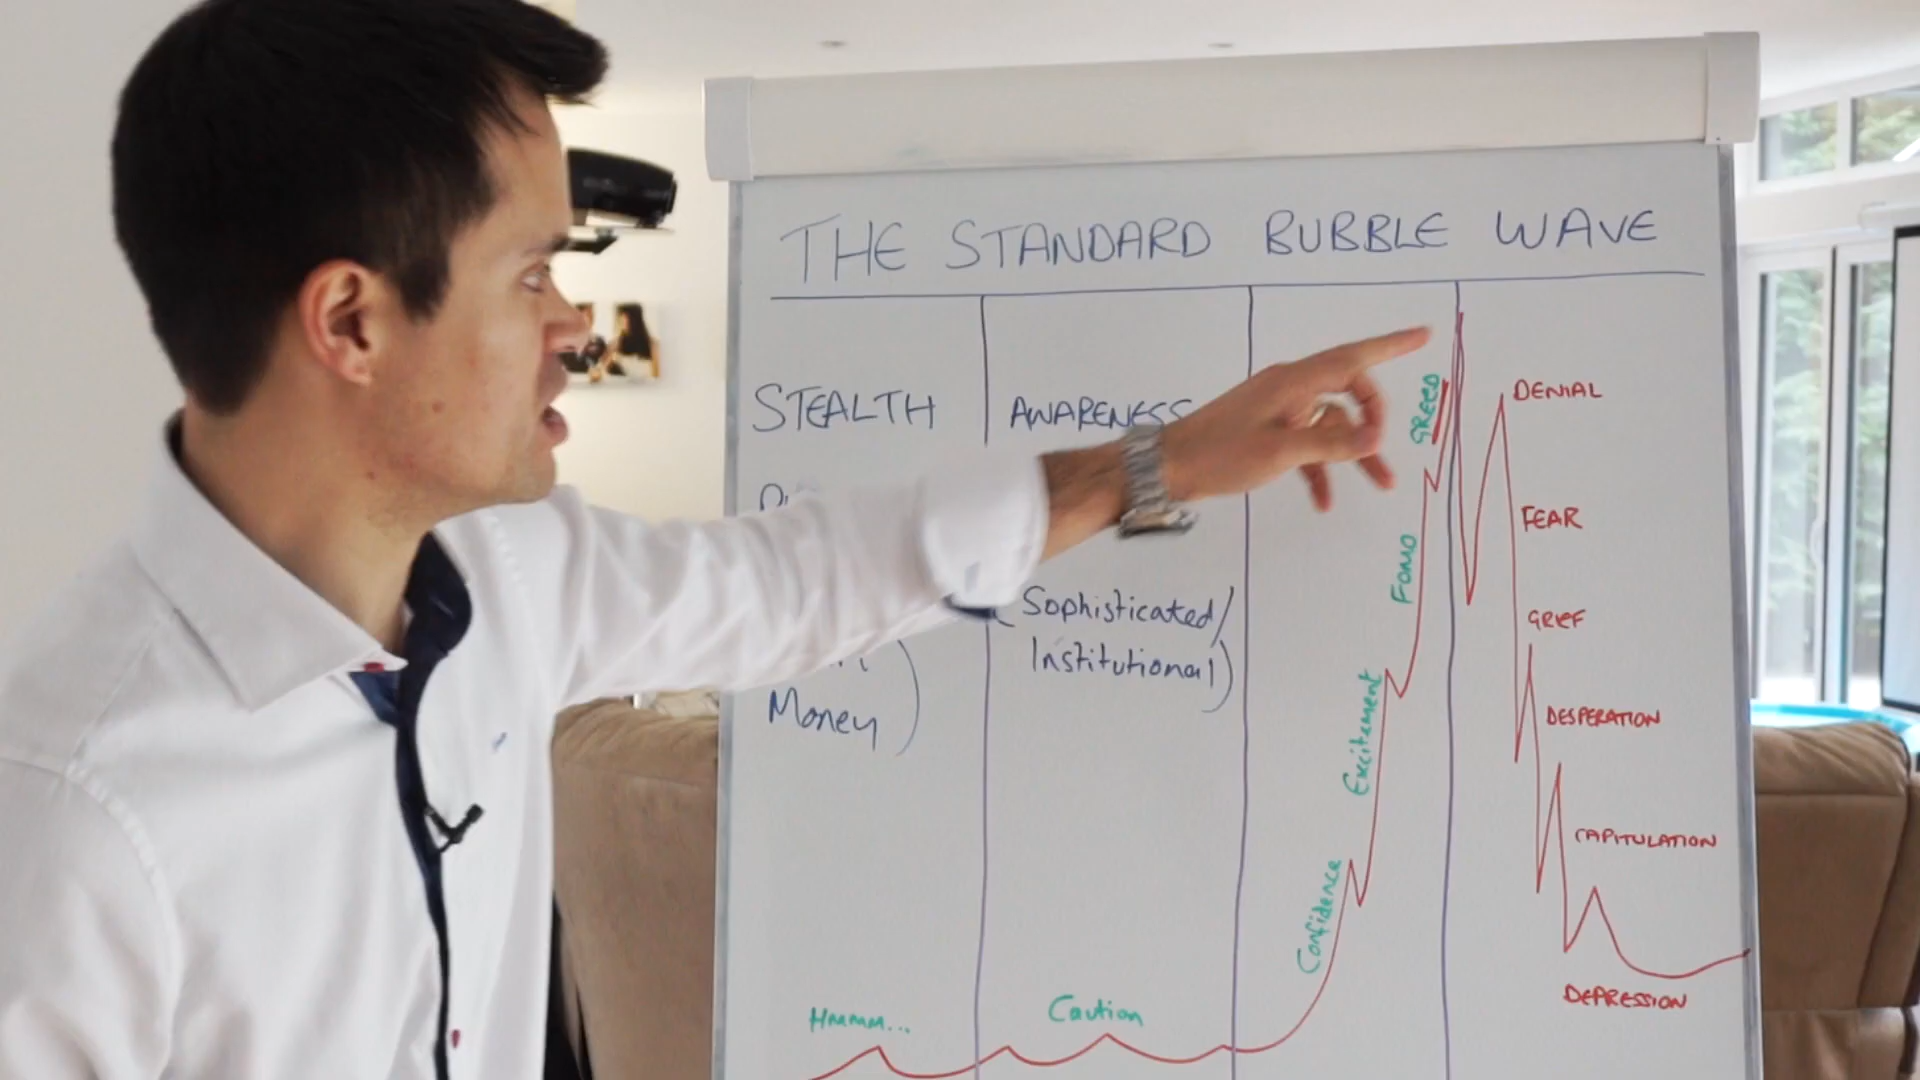 THE STANDARD BUBBLE WAVE
STEALTH
AWARENESS
Money)
Sophisticated/
Institutional)
Hmmmm...
Caution
Confidence
Excitement
FOMO
GREED
DENIAL
FEAR
GRIEF
DESPERATION
CAPITULATION
DEPRESSION